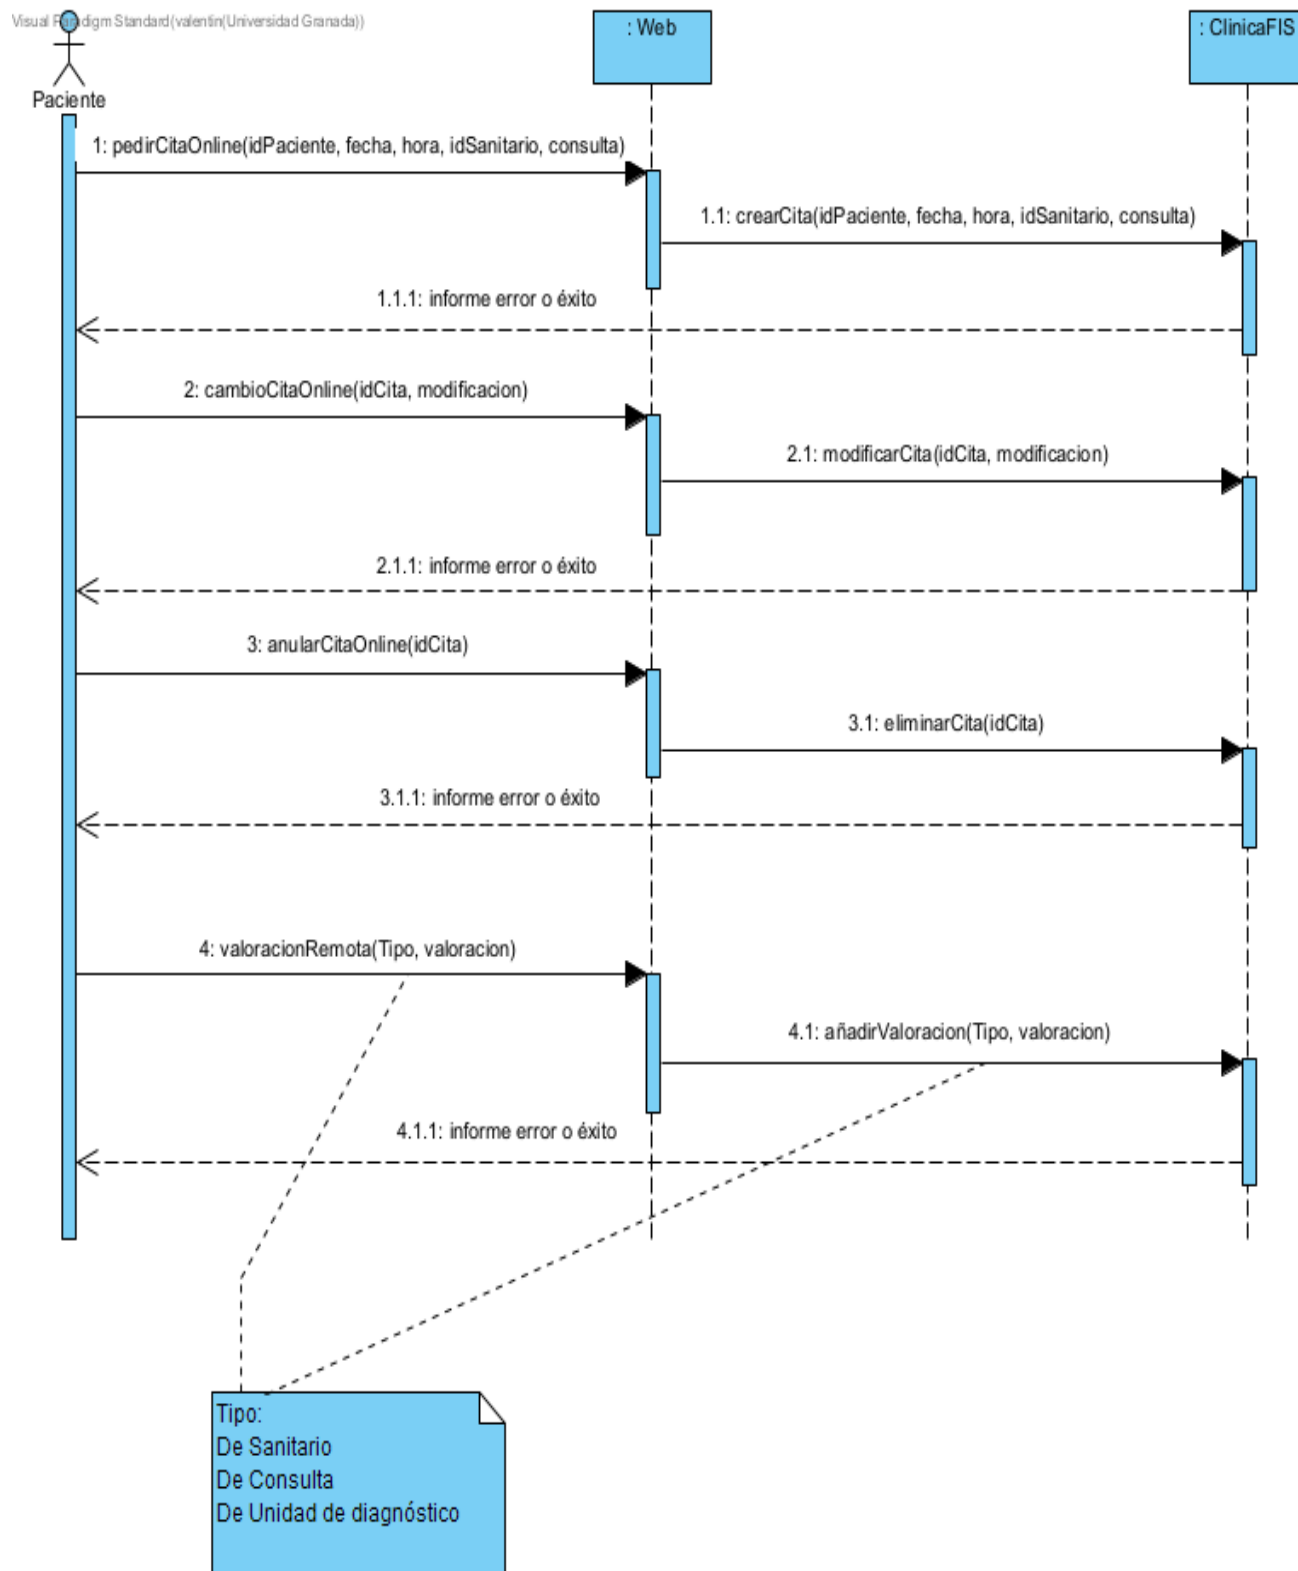 Visual Paradigm Standard(valentin(Universidad Granada))
: Web
: ClinicaFIS
Paciente
1: pedirCitaOnline(idPaciente, fecha, hora, idSanitario, consulta)
1.1: crearCita(idPaciente, fecha, hora, idSanitario, consulta)
1.1.1: informe error o éxito
2: cambioCitaOnline(idCita, modificacion)
2.1: modificarCita(idCita, modificacion)
2.1.1: informe error o éxito
3: anularCitaOnline(idCita)
3.1: eliminarCita(idCita)
3.1.1: informe error o éxito
4: valoracionRemota(Tipo, valoracion)
4.1: añadirValoracion(Tipo, valoracion)
4.1.1: informe error o éxito
Tipo:
De Sanitario
De Consulta
De Unidad de diagnóstico